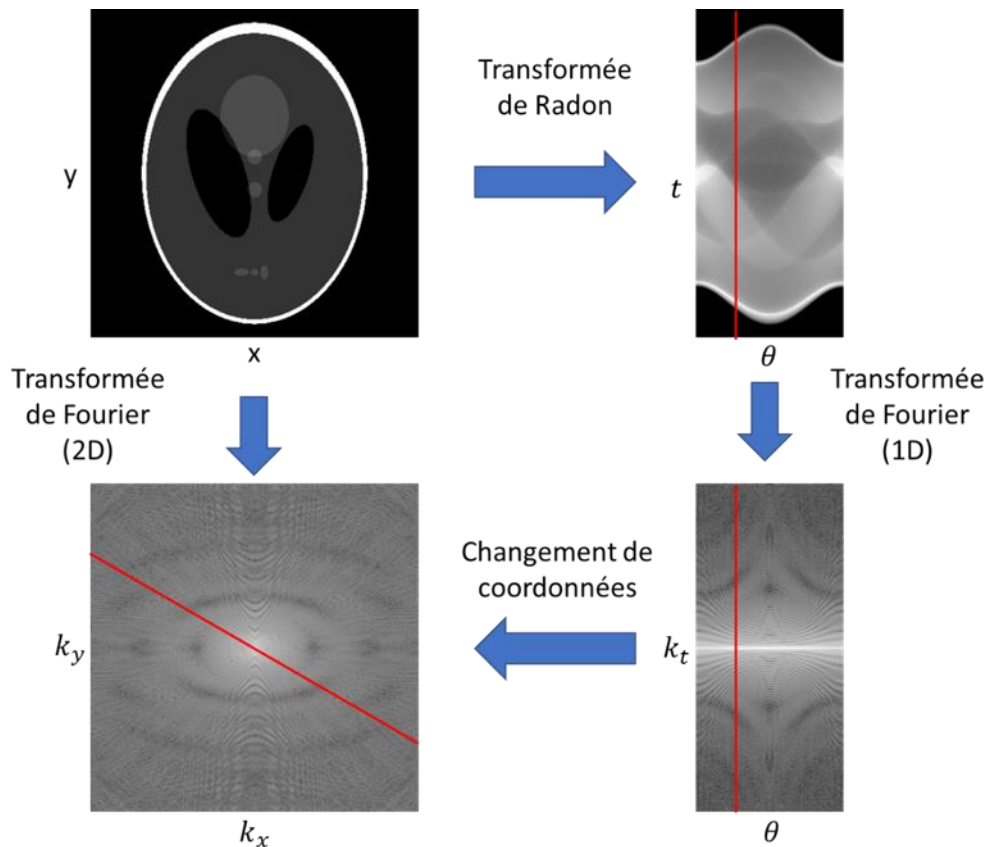 y
x
Transformée
de Radon
t
θ
Transformée
de Fourier
(2D)
Transformée
de Fourier
(1D)
k_y
k_x
Changement de
coordonnées
k_t
θ